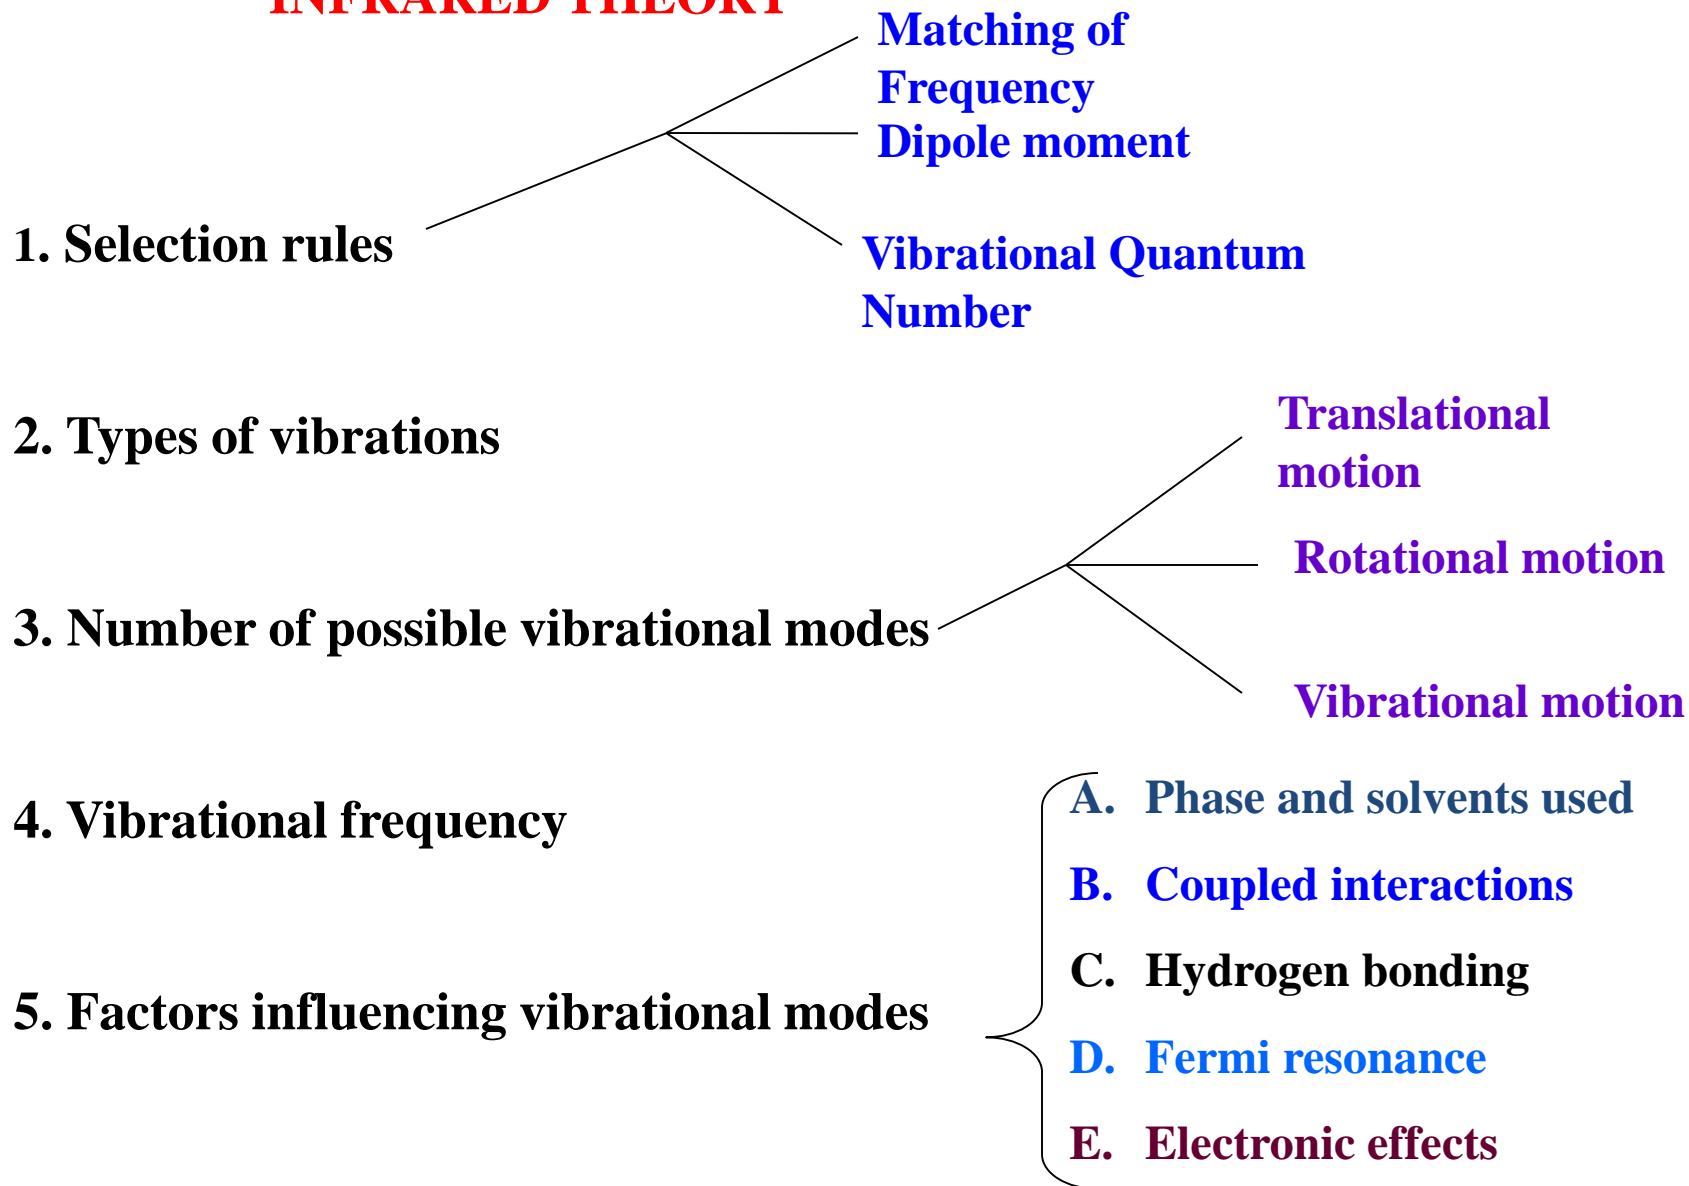 INFRARED THEORY
Matching of
Frequency
Dipole moment
1. Selection rules
Vibrational Quantum
Number
2. Types of vibrations
Translational
motion
Rotational motion
3. Number of possible vibrational modes
Vibrational motion
4. Vibrational frequency
A. Phase and solvents used
B. Coupled interactions
C. Hydrogen bonding
5. Factors influencing vibrational modes
D. Fermi resonance
E. Electronic effects